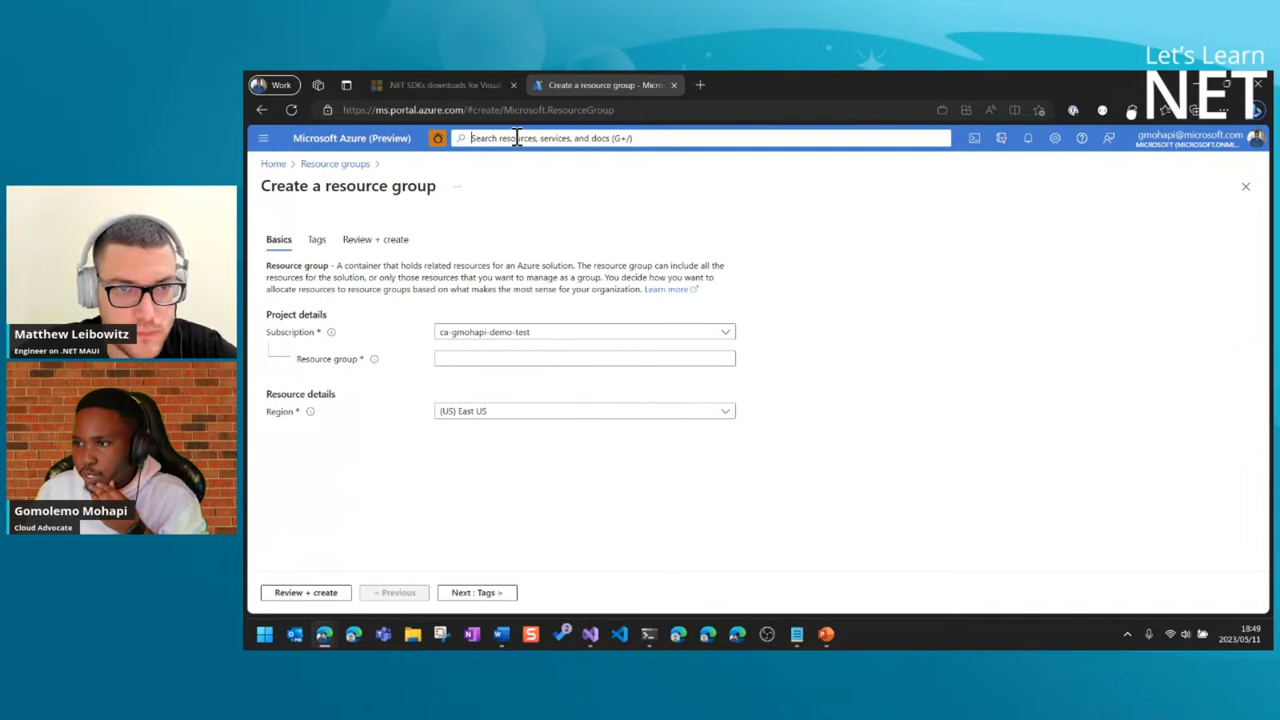 Let's Learn
.NET
Work
.NET SDKs downloads for Visual
Create a resource group - Micros
https://ms.portal.azure.com/#create/Microsoft.ResourceGroup
Microsoft Azure (Preview)
Search resources, services, and docs (G+/)
gmohapi@microsoft.com
MICROSOFT (MICROSOFT.ONMI...
Home > Resource groups >
Create a resource group ...
Basics
Tags
Review + create
Resource group - A container that holds related resources for an Azure solution. The resource group can include all the
resources for the solution, or only those resources that you want to manage as a group. You decide how you want to
allocate resources to resource groups based on what makes the most sense for your organization. Learn more
Project details
Subscription *
ca-gmohapi-demo-test
Resource group *
Resource details
Region *
(US) East US
Review + create
< Previous
Next : Tags >
Matthew Leibowitz
Engineer on .NET MAUI
Gomolemo Mohapi
Cloud Advocate
18:49
2023/05/11